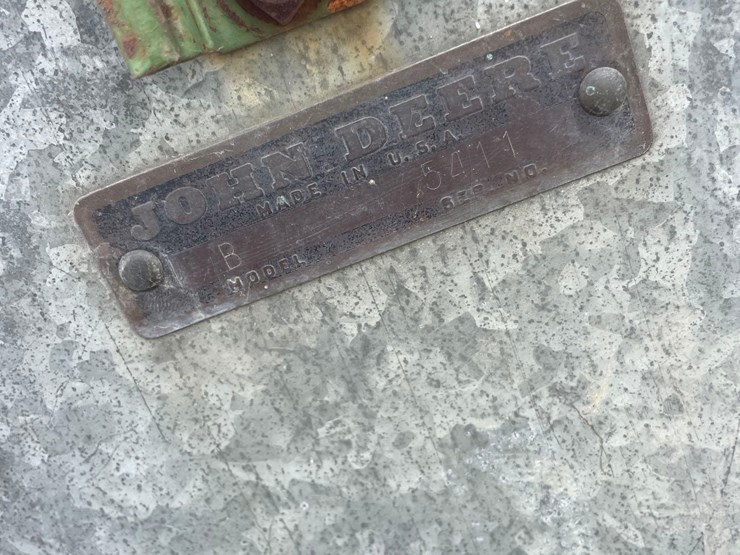 JOHN DEERE
MADE IN U.S.A.
B 5411
MODEL SER. NO.